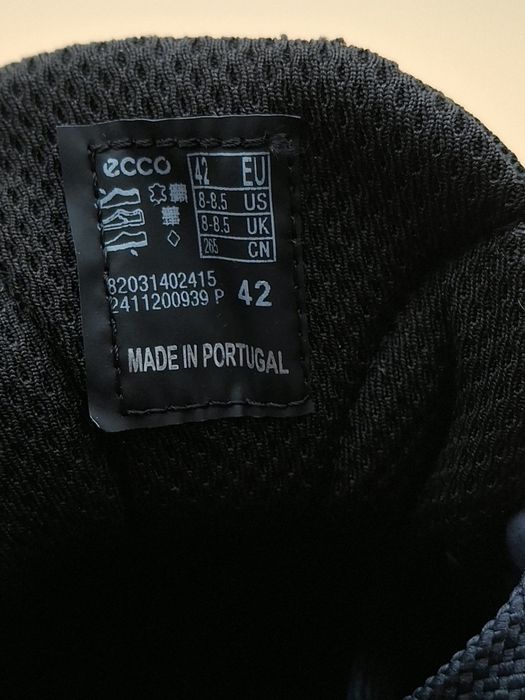 ecco
42 EU
8-8.5 US
8-8.5 UK
265 CN
82031402415
2411200939 P 42
MADE IN PORTUGAL